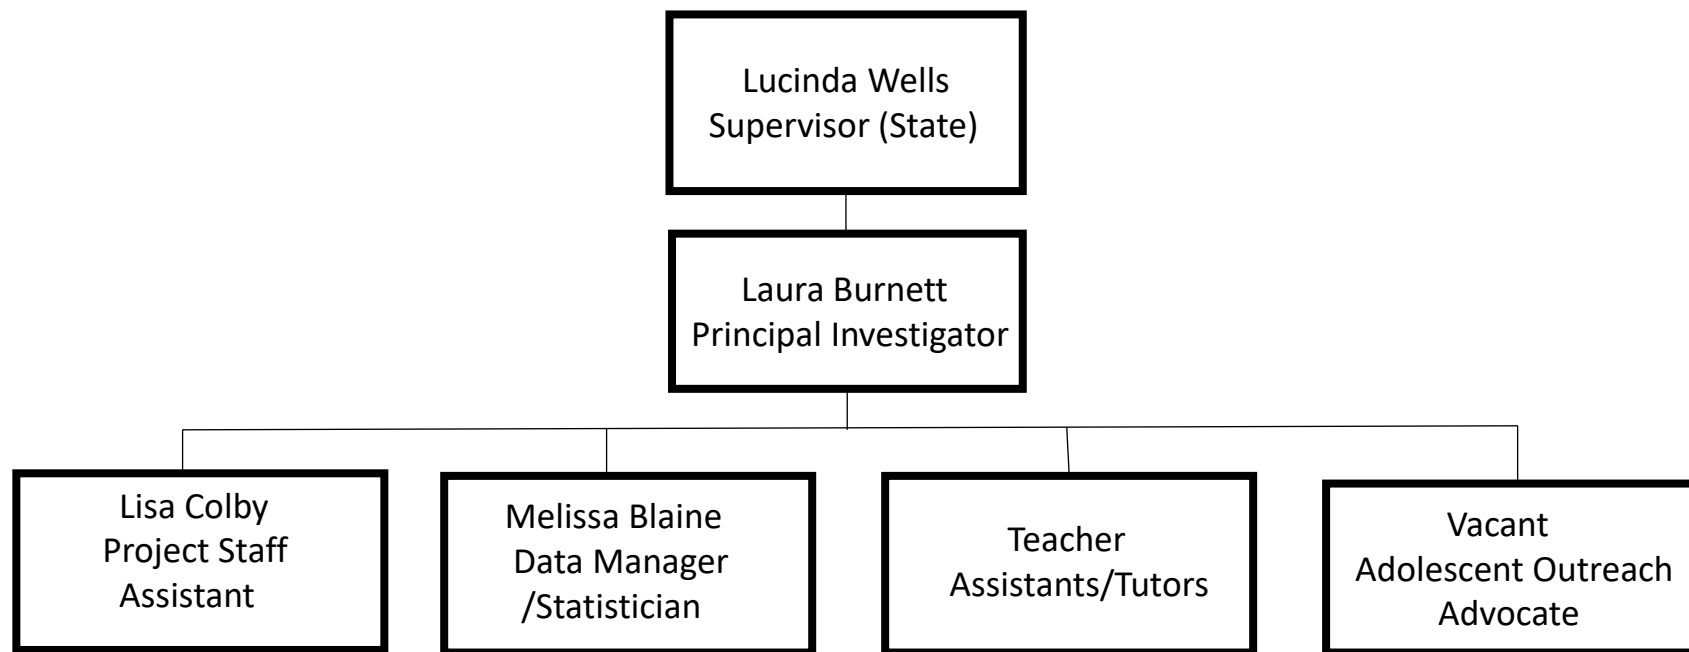 Lucinda Wells
Supervisor (State)
Laura Burnett
Principal Investigator
Lisa Colby
Project Staff
Assistant
Melissa Blaine
Data Manager
/Statistician
Teacher
Assistants/Tutors
Vacant
Adolescent Outreach
Advocate